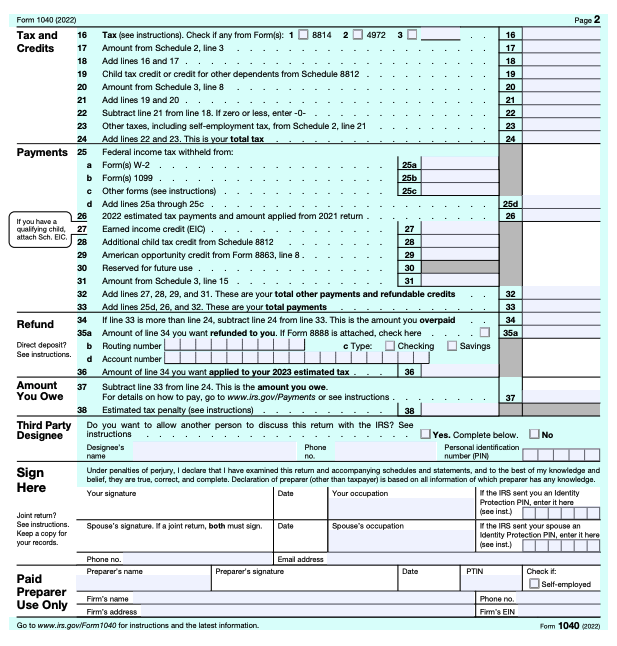 Form 1040 (2022) Page 2
Tax and Credits
16 Tax (see instructions). Check if any from Form(s): 1 8814 2 4972 3 16
17 Amount from Schedule 2, line 3 17
18 Add lines 16 and 17 18
19 Child tax credit or credit for other dependents from Schedule 8812 19
20 Amount from Schedule 3, line 8 20
21 Add lines 19 and 20 21
22 Subtract line 21 from line 18. If zero or less, enter -0- 22
23 Other taxes, including self-employment tax, from Schedule 2, line 21 23
24 Add lines 22 and 23. This is your total tax 24
Payments
25 Federal income tax withheld from:
a Form(s) W-2 25a
b Form(s) 1099 25b
c Other forms (see instructions) 25c
d Add lines 25a through 25c 25d
26 2022 estimated tax payments and amount applied from 2021 return 26
If you have a
qualifying child,
attach Sch. EIC.
27 Earned income credit (EIC) 27
28 Additional child tax credit from Schedule 8812 28
29 American opportunity credit from Form 8863, line 8 29
30 Reserved for future use 30
31 Amount from Schedule 3, line 15 31
32 Add lines 27, 28, 29, and 31. These are your total other payments and refundable credits 32
33 Add lines 25d, 26, and 32. These are your total payments 33
Refund
34 If line 33 is more than line 24, subtract line 24 from line 33. This is the amount you overpaid 34
35a Amount of line 34 you want refunded to you. If Form 8888 is attached, check here 35a
Direct deposit?
See instructions.
b Routing number c Type: Checking Savings
d Account number
36 Amount of line 34 you want applied to your 2023 estimated tax 36
Amount
You Owe
37 Subtract line 33 from line 24. This is the amount you owe.
For details on how to pay, go to www.irs.gov/Payments or see instructions 37
38 Estimated tax penalty (see instructions) 38
Third Party
Designee
Do you want to allow another person to discuss this return with the IRS? See
instructions Yes. Complete below. No
Designee's
name
Phone
no.
Personal identification
number (PIN)
Sign
Here
Under penalties of perjury, I declare that I have examined this return and accompanying schedules and statements, and to the best of my knowledge and
belief, they are true, correct, and complete. Declaration of preparer (other than taxpayer) is based on all information of which preparer has any knowledge.
Joint return?
See instructions.
Keep a copy for
your records.
Your signature Date Your occupation
If the IRS sent you an Identity
Protection PIN, enter it here
(see inst.)
Spouse's signature. If a joint return, both must sign. Date Spouse's occupation
If the IRS sent your spouse an
Identity Protection PIN, enter it here
(see inst.)
Phone no. Email address
Paid
Preparer
Use Only
Preparer's name Preparer's signature Date PTIN Check if:
Self-employed
Firm's name Phone no.
Firm's address Firm's EIN
Go to www.irs.gov/Form1040 for instructions and the latest information. Form 1040 (2022)